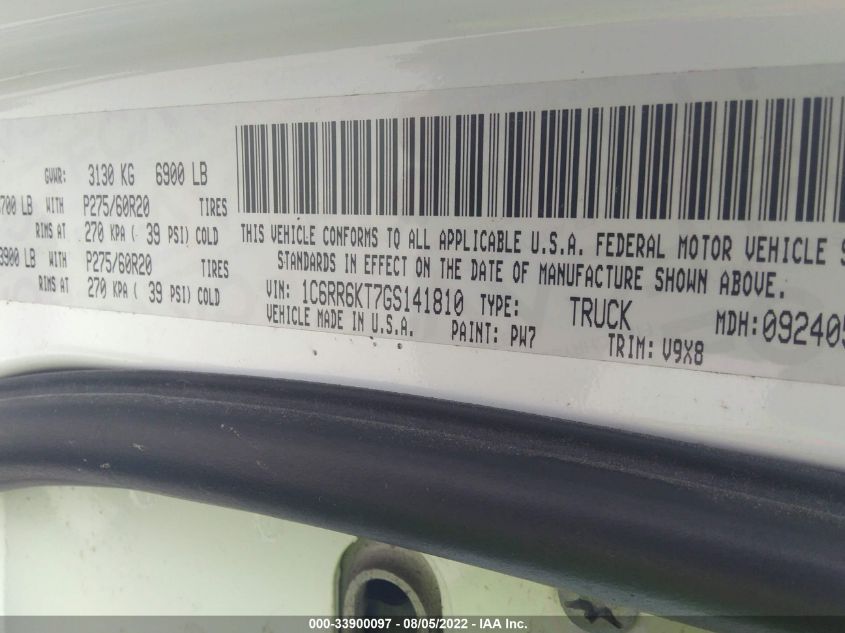 GVWR: 3130 KG 6900 LB
700 LB WITH P275/60R20 TIRES
RIMS AT 270 KPA ( 39 PSI) COLD
3900 LB WITH P275/60R20 TIRES
RIMS AT 270 KPA ( 39 PSI) COLD
THIS VEHICLE CONFORMS TO ALL APPLICABLE U.S.A. FEDERAL MOTOR VEHICLE S
STANDARDS IN EFFECT ON THE DATE OF MANUFACTURE SHOWN ABOVE.
VIN: 1C6RR6KT7GS141810 TYPE: TRUCK MDH:092405
VEHICLE MADE IN U.S.A. PAINT: PW7 TRIM: V9X8
000-33900097 - 08/05/2022 - IAA Inc.